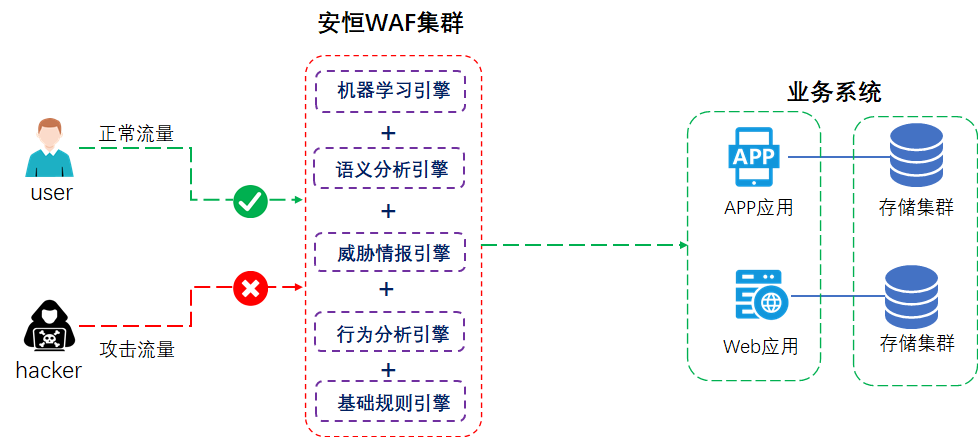 安恒WAF集群
机器学习引擎
+
语义分析引擎
+
威胁情报引擎
+
行为分析引擎
+
基础规则引擎
正常流量
user
攻击流量
hacker
业务系统
APP
APP应用
存储集群
Web应用
存储集群